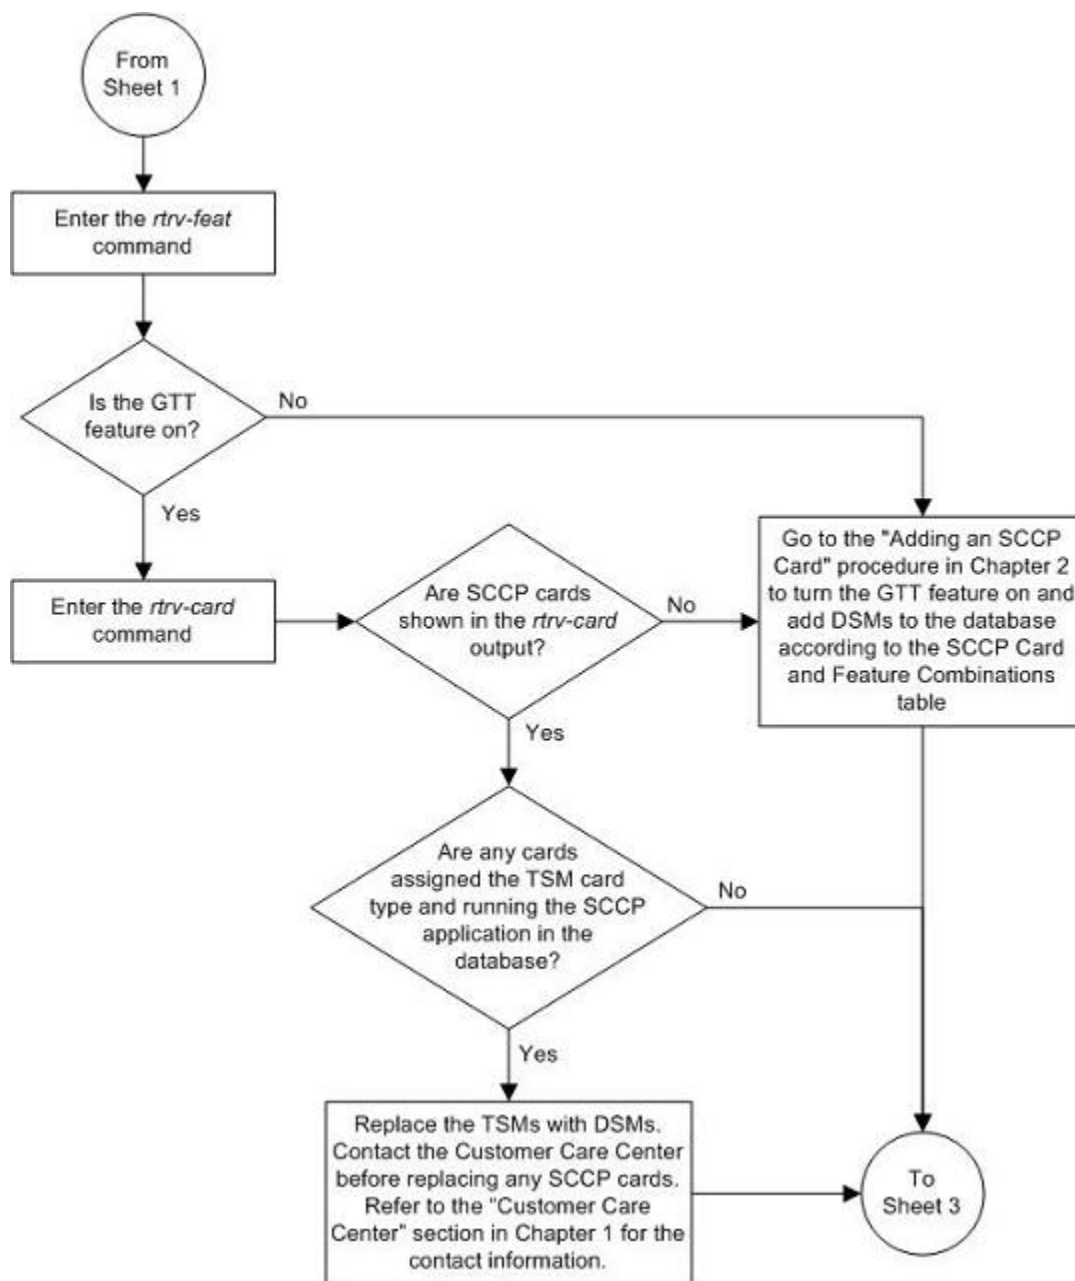 From
Sheet 1
Enter the rtrv-feat
command
Is the GTT
feature on?
No
Yes
Enter the rtrv-card
command
Are SCCP cards
shown in the rtrv-card
output?
No
Yes
Go to the "Adding an SCCP
Card" procedure in Chapter 2
to turn the GTT feature on and
add DSMs to the database
according to the SCCP Card
and Feature Combinations
table
Are any cards
assigned the TSM card
type and running the SCCP
application in the
database?
No
Yes
Replace the TSMs with DSMs.
Contact the Customer Care Center
before replacing any SCCP cards.
Refer to the "Customer Care
Center" section in Chapter 1 for the
contact information.
To
Sheet 3